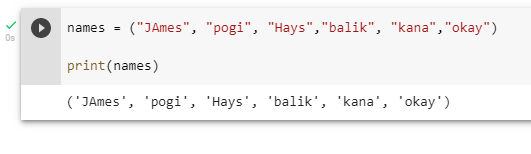 names = ("JAmes", "pogi", "Hays","balik", "kana","okay")
0s
print(names)
('JAmes', 'pogi', 'Hays', 'balik', 'kana', 'okay')